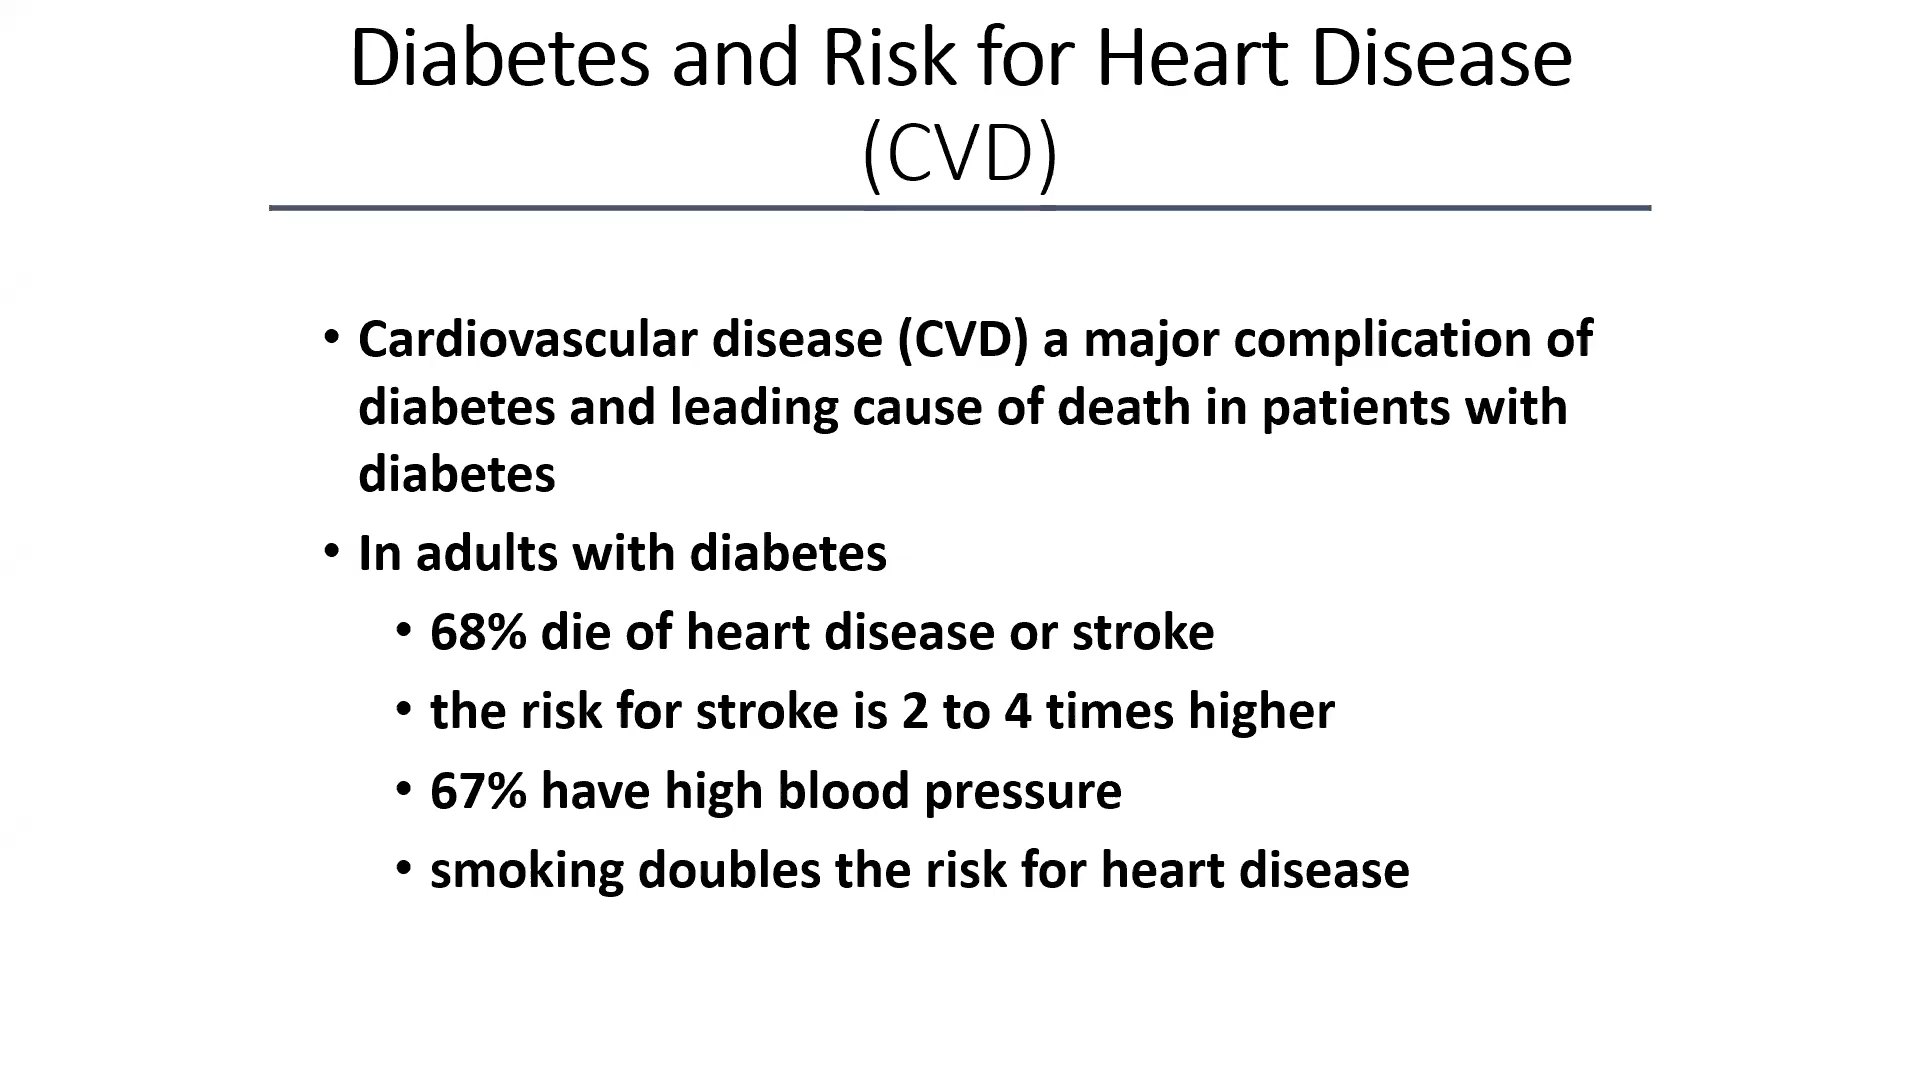 Diabetes and Risk for Heart Disease
(CVD)
• Cardiovascular disease (CVD) a major complication of
diabetes and leading cause of death in patients with
diabetes
• In adults with diabetes
• 68% die of heart disease or stroke
• the risk for stroke is 2 to 4 times higher
• 67% have high blood pressure
• smoking doubles the risk for heart disease